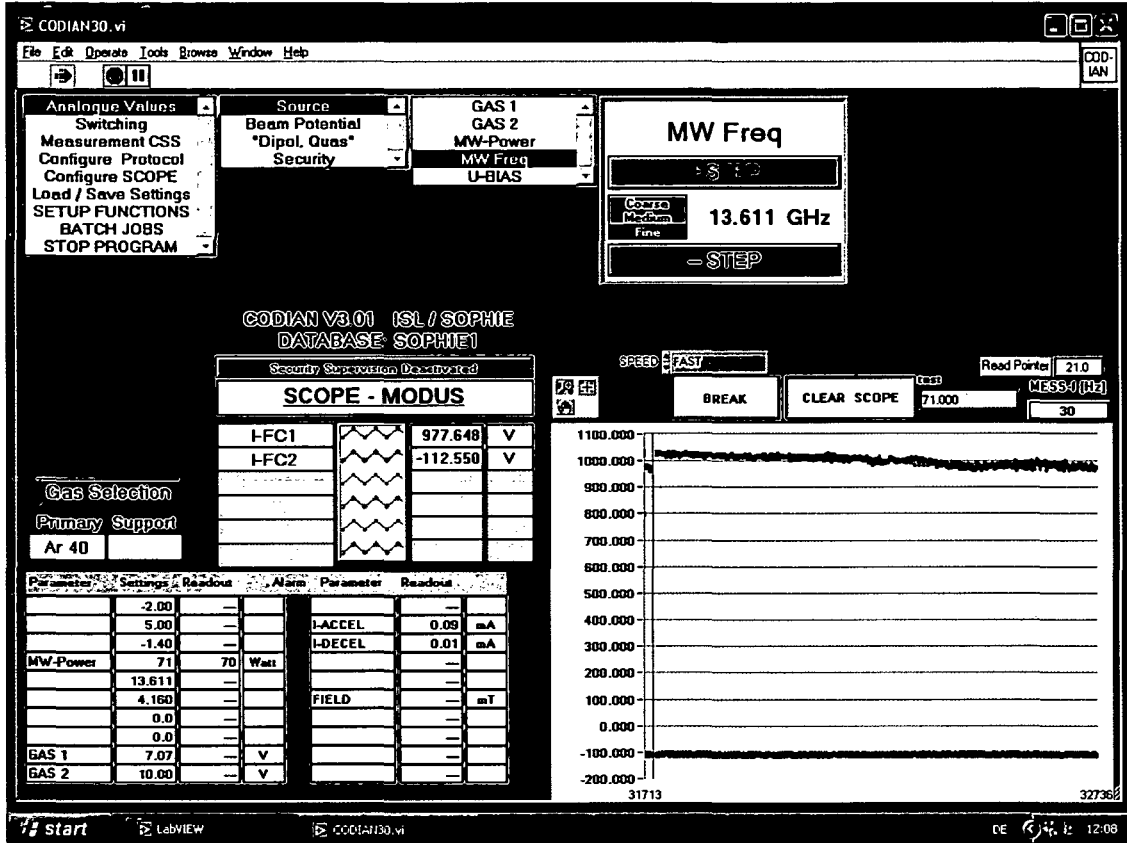 CODIAN30.vi
File Edit Operate Tools Browse Window Help
COD-
IAN
Analogue Values
Switching
Measurement CSS
Configure Protocol
Configure SCOPE
Load / Save Settings
SETUP FUNCTIONS
BATCH JOBS
STOP PROGRAM
Source
Beam Potential
"Dipol, Quas"
Security
GAS 1
GAS 2
MW-Power
MW Freq
U-BIAS
MW Freq
Coarse
Medium
Fine
13.611 GHz
– STEP
CODIAN V3.01 ISL / SOPHIE
DATABASE: SOPHIE1
Security Supervision Deactivated
SCOPE - MODUS
I-FC1 977.648 V
I-FC2 -112.550 V
Gas Selection
Primary Support
Ar 40
SPEED FAST
Read Pointer 21.0
BREAK
CLEAR SCOPE
test
71.000
MESS-I [Hz]
30
Parameter Settings Readout Alarm Parameter Readout
-2.00 —
5.00 — I-ACCEL 0.09 mA
-1.40 — I-DECEL 0.01 mA
MW-Power 71 70 Watt —
13.611 — —
4.160 — FIELD — mT
0.0 — —
0.0 — —
GAS 1 7.07 — V —
GAS 2 10.00 — V —
1100.000
1000.000
900.000
800.000
700.000
600.000
500.000
400.000
300.000
200.000
100.000
0.000
-100.000
-200.000
31713 32736
start LabVIEW CODIAN30.vi DE 12:08